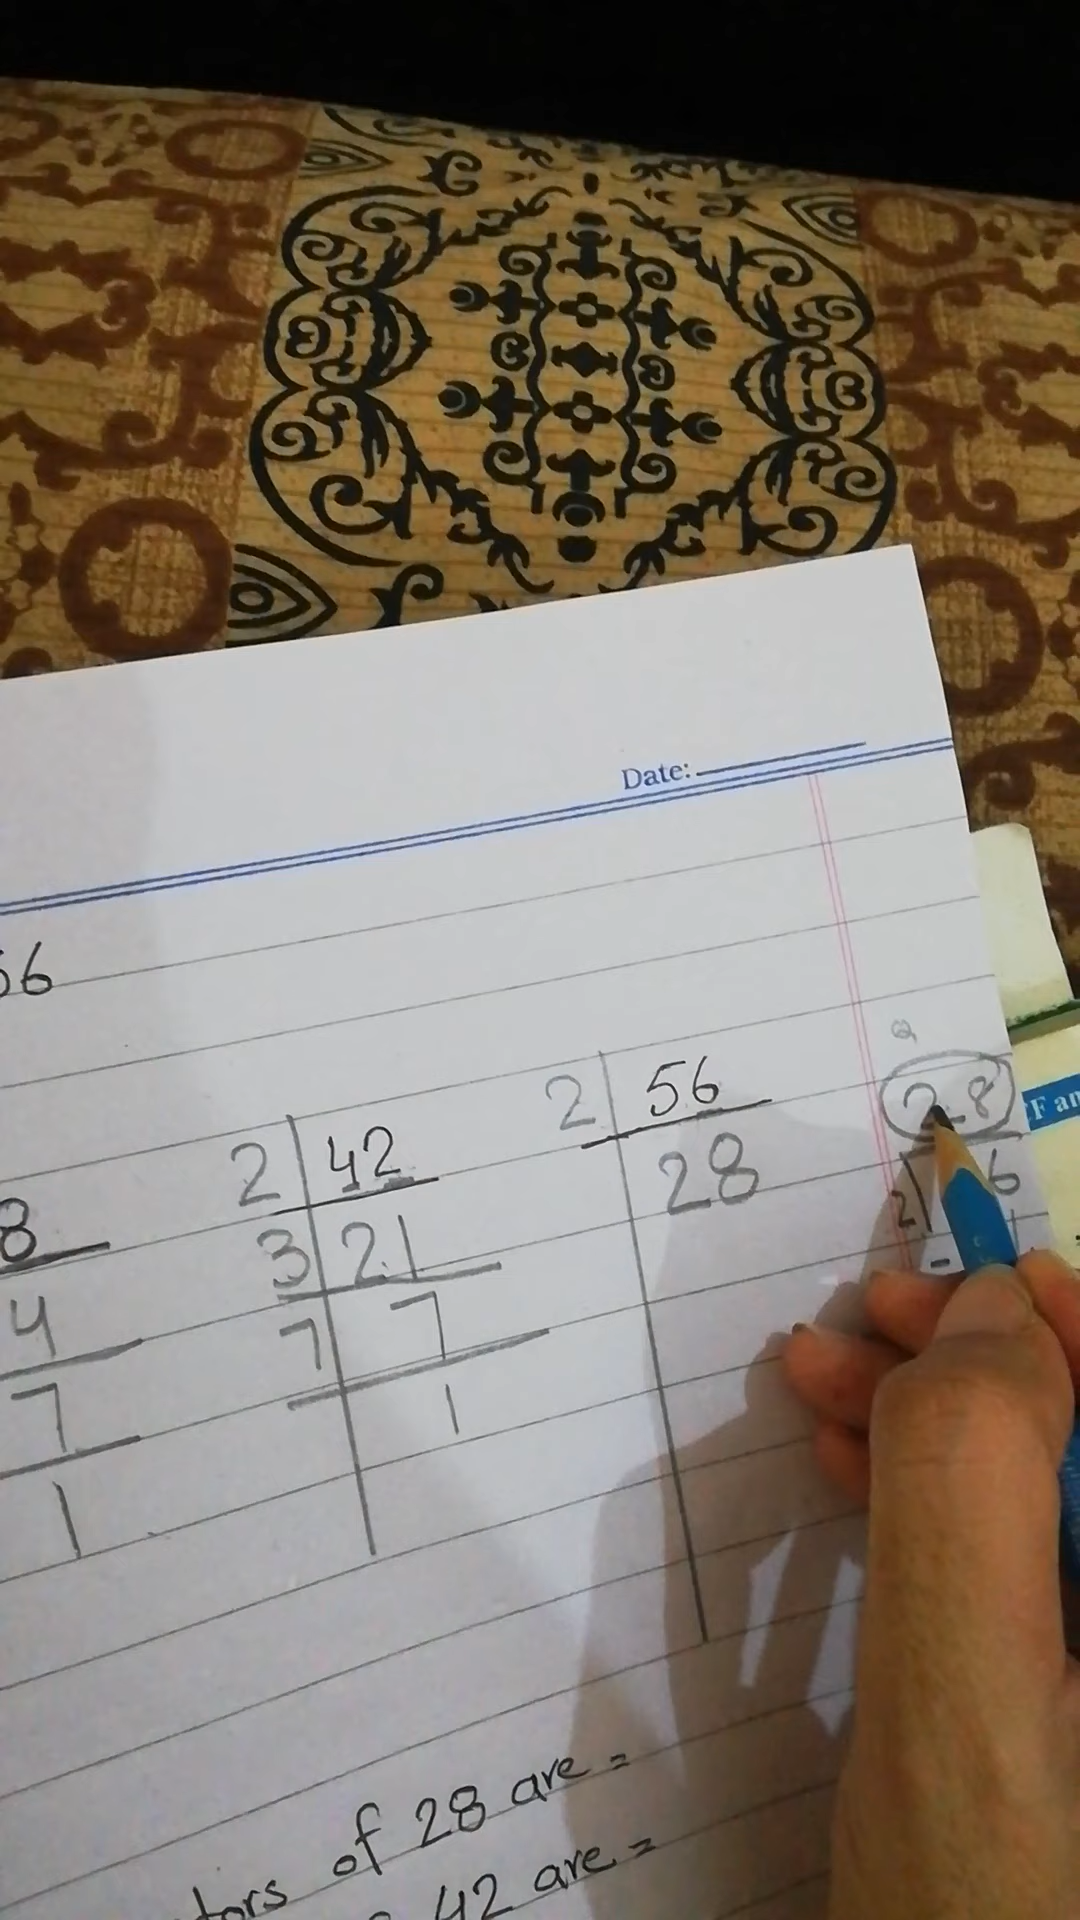 Date:
56
2 | 42
3 | 21
7 | 7
1
2 | 56
28
8
4
7
1
Q
28
2 6
-
F an
of 28 are =
42 are =